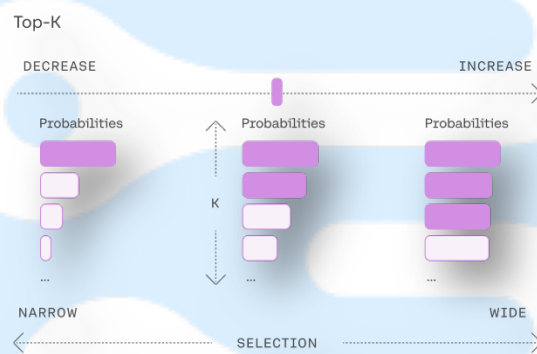 Top-K
DECREASE INCREASE
Probabilities Probabilities Probabilities
K
... ... ...
NARROW WIDE
SELECTION